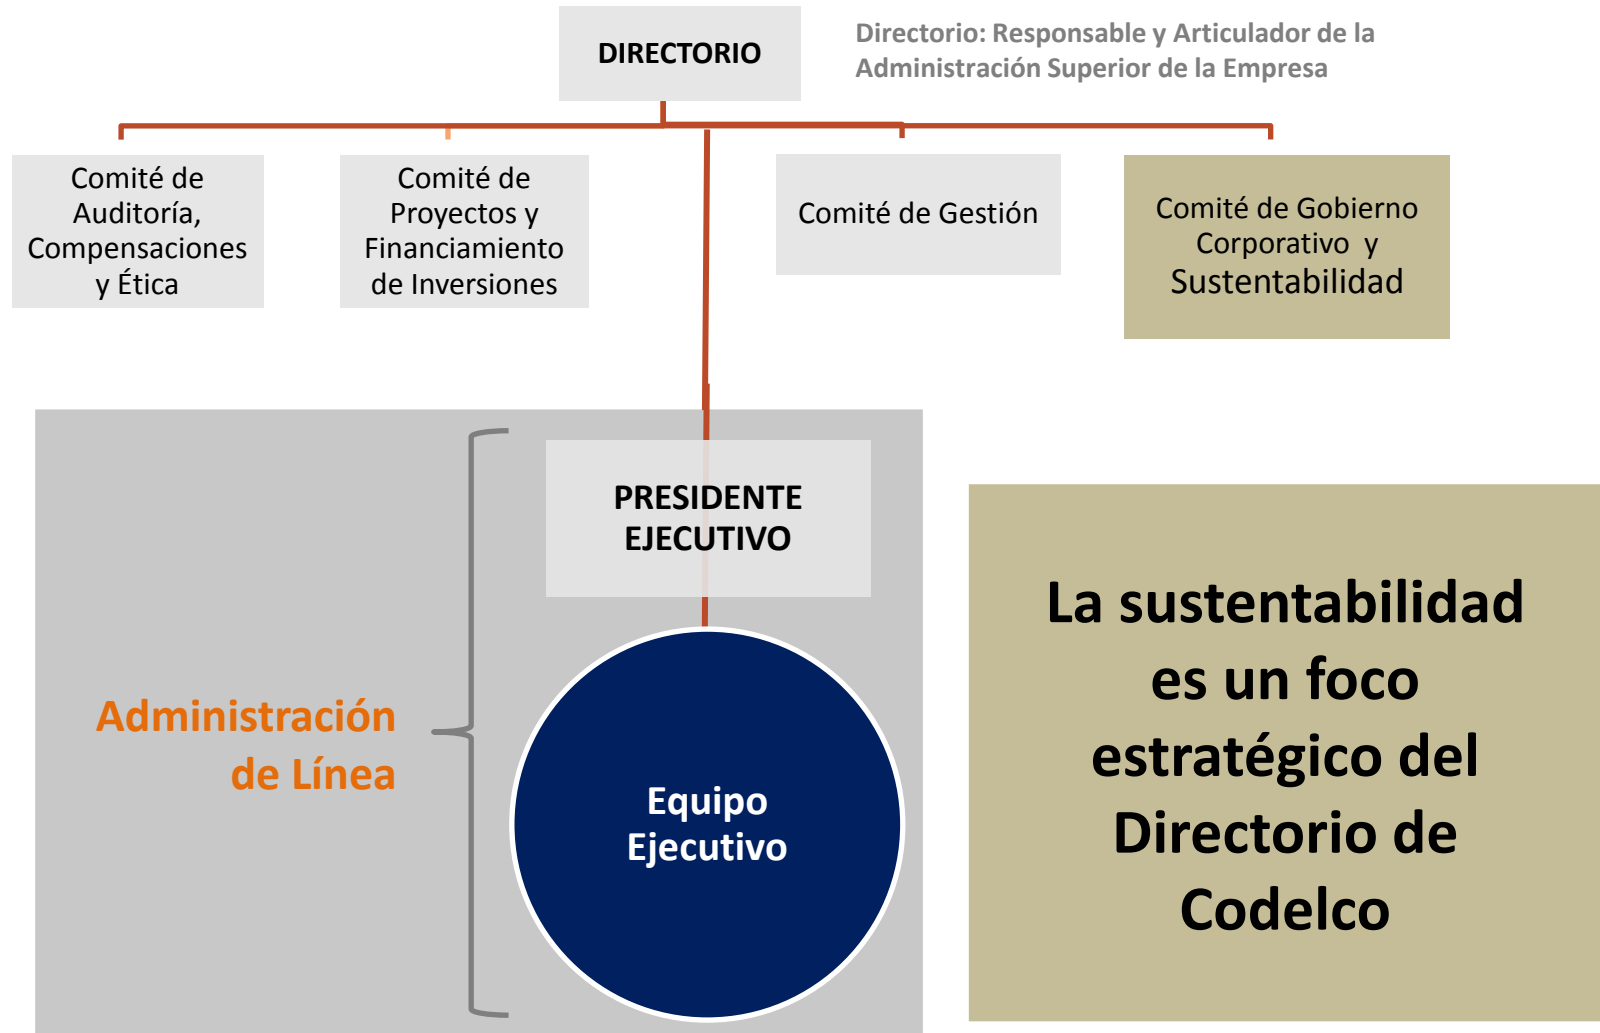 DIRECTORIO
Directorio: Responsable y Articulador de la
Administración Superior de la Empresa
Comité de
Auditoría,
Compensaciones
y Ética
Comité de
Proyectos y
Financiamiento
de Inversiones
Comité de Gestión
Comité de Gobierno
Corporativo y
Sustentabilidad
PRESIDENTE
EJECUTIVO
Administración
de Línea
Equipo
Ejecutivo
La sustentabilidad
es un foco
estratégico del
Directorio de
Codelco